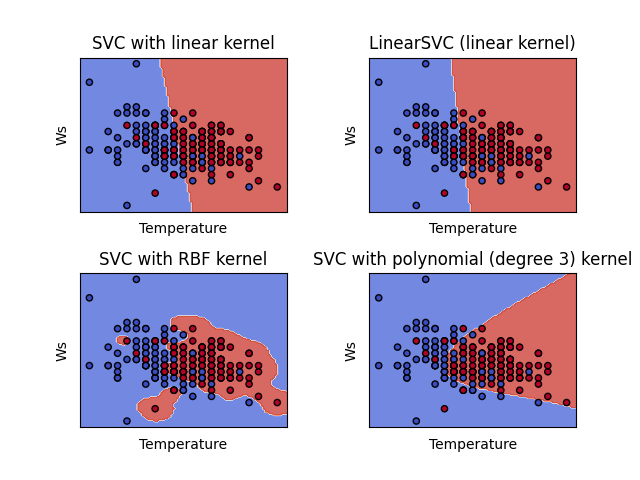 SVC with linear kernel
LinearSVC (linear kernel)
Ws
Ws
Temperature
Temperature
SVC with RBF kernel
SVC with polynomial (degree 3) kernel
Ws
Ws
Temperature
Temperature